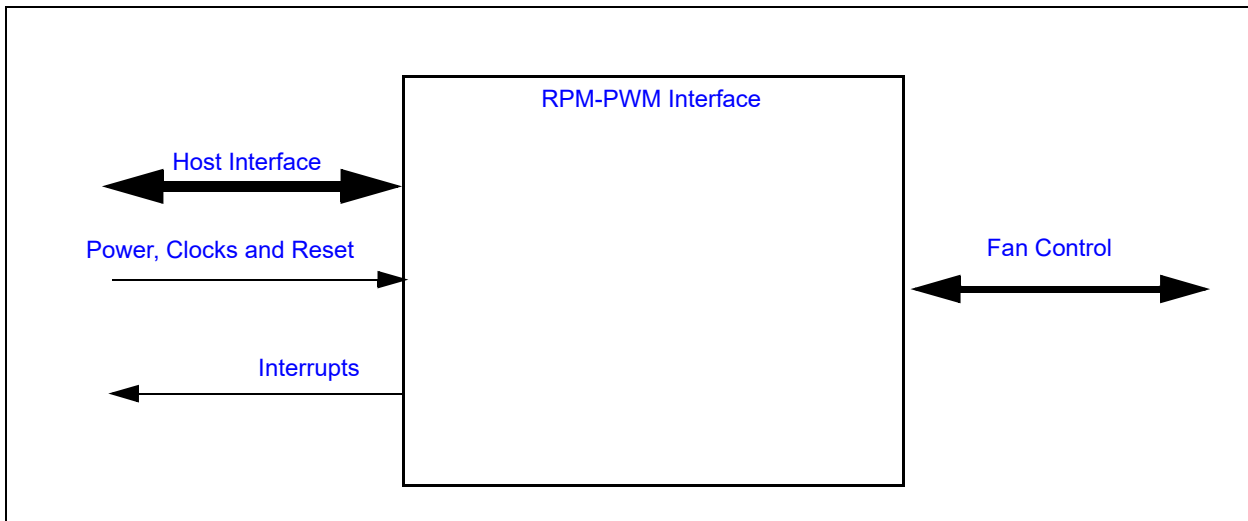 RPM-PWM Interface
Host Interface
Power, Clocks and Reset
Fan Control
Interrupts